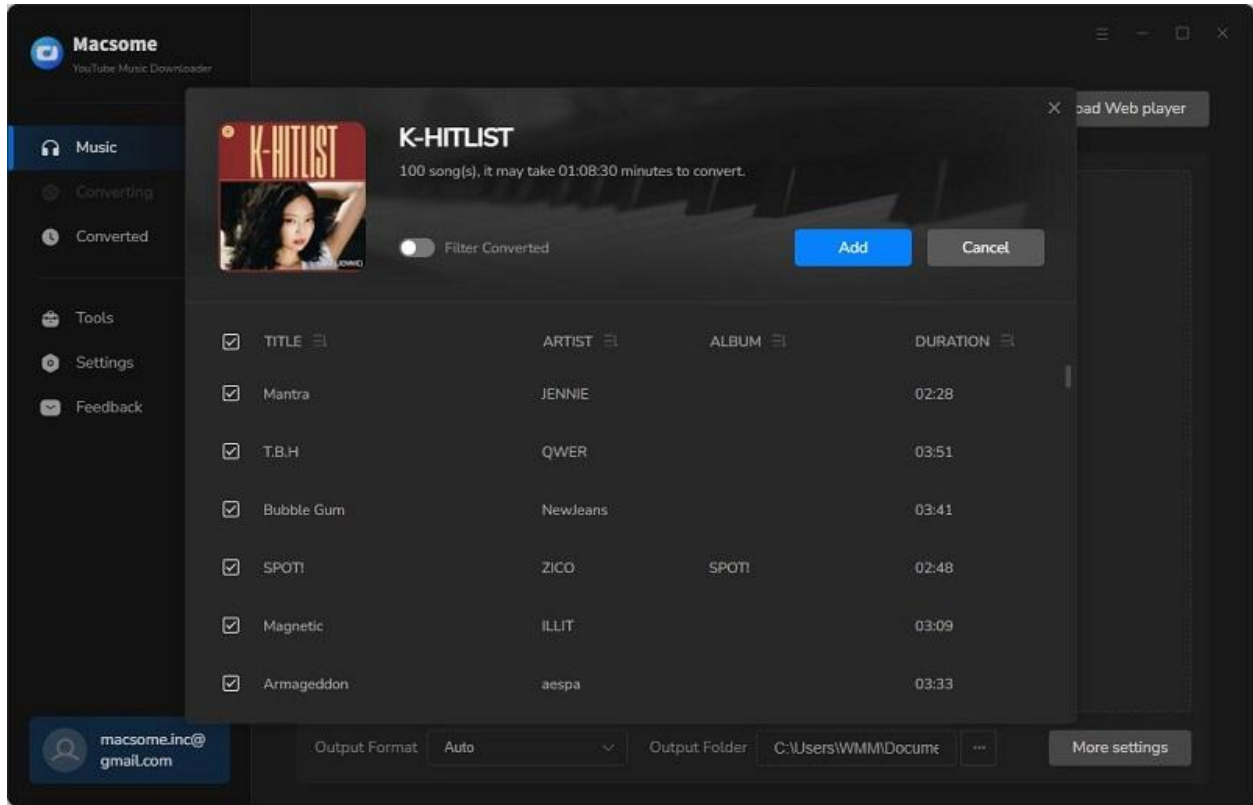 Macsome
YouTube Music Downloader
Music
Converting
Converted
Tools
Settings
Feedback
macsome.inc@
gmail.com
oad Web player
K-HITLIST
K-HITLIST
100 song(s), it may take 01:08:30 minutes to convert.
Filter Converted
Add
Cancel
TITLE ARTIST ALBUM DURATION
Mantra JENNIE 02:28
T.B.H QWER 03:51
Bubble Gum NewJeans 03:41
SPOT! ZICO SPOT! 02:48
Magnetic ILLIT 03:09
Armageddon aespa 03:33
Output Format Auto Output Folder C:\Users\WMM\Docume ... More settings